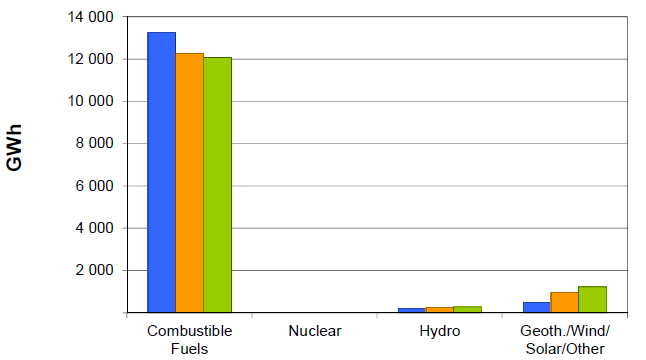 14 000
12 000
10 000
8 000
6 000
4 000
2 000
GWh
Combustible
Fuels
Nuclear
Hydro
Geoth./Wind/
Solar/Other